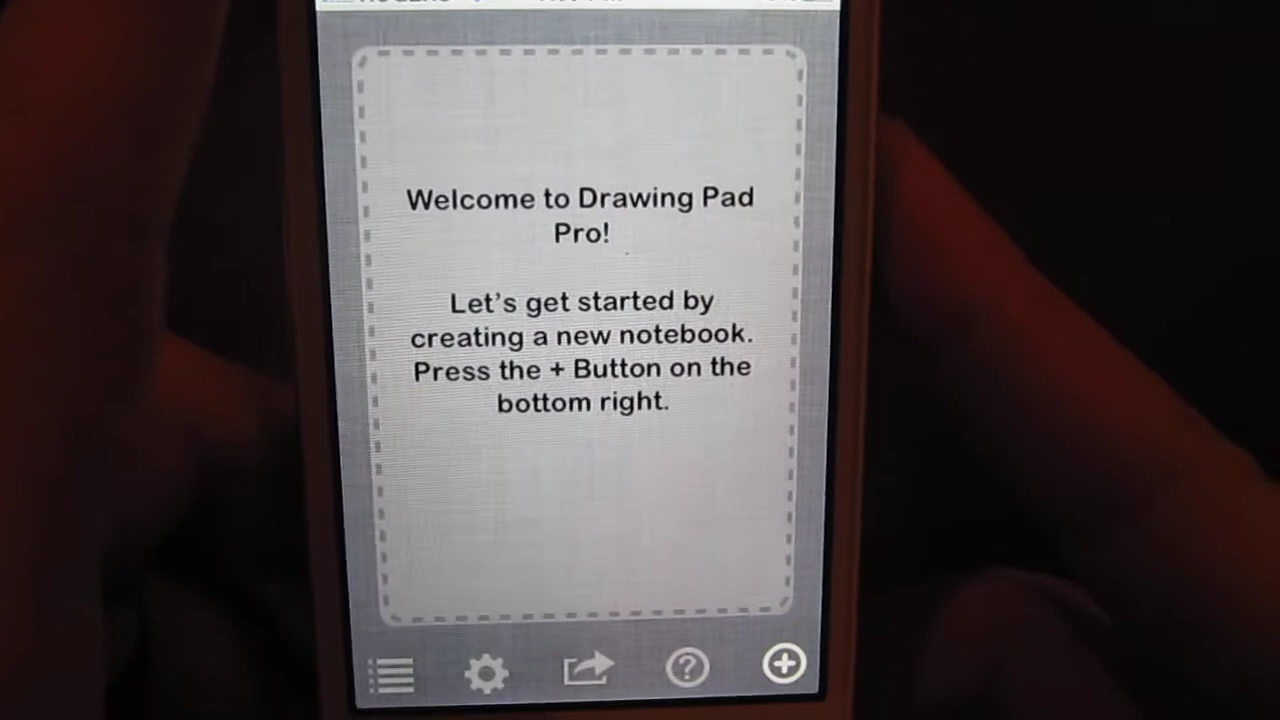 Welcome to Drawing Pad
Pro!
Let's get started by
creating a new notebook.
Press the + Button on the
bottom right.